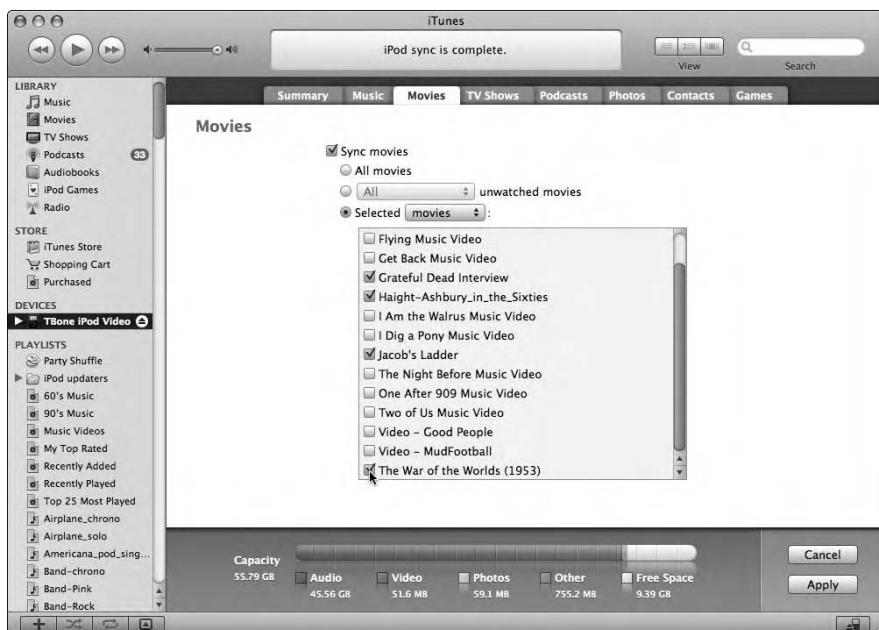 iTunes
iPod sync is complete.
View
Search
LIBRARY
Music
Movies
TV Shows
Podcasts 33
Audiobooks
iPod Games
Radio
STORE
iTunes Store
Shopping Cart
Purchased
DEVICES
TBone iPod Video
PLAYLISTS
Party Shuffle
iPod updaters
60's Music
90's Music
Music Videos
My Top Rated
Recently Added
Recently Played
Top 25 Most Played
Airplane_chrono
Airplane_solo
Americana_pod_sing...
Band-chrono
Band-Pink
Band-Rock
Summary Music Movies TV Shows Podcasts Photos Contacts Games
Movies
Sync movies
All movies
All unwatched movies
Selected movies :
Flying Music Video
Get Back Music Video
Grateful Dead Interview
Haight-Ashbury_in_the_Sixties
I Am the Walrus Music Video
I Dig a Pony Music Video
Jacob's Ladder
The Night Before Music Video
One After 909 Music Video
Two of Us Music Video
Video – Good People
Video – MudFootball
The War of the Worlds (1953)
Capacity
55.79 GB
Audio
45.56 GB
Video
51.6 MB
Photos
59.1 MB
Other
755.2 MB
Free Space
9.39 GB
Cancel
Apply